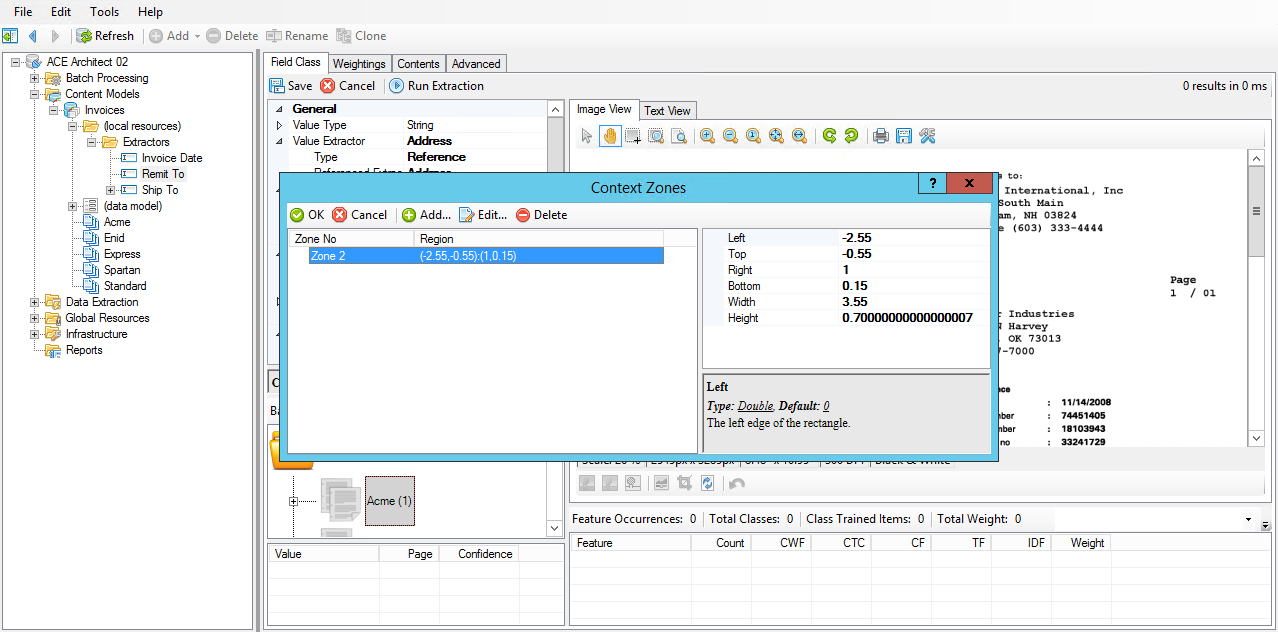 File Edit Tools Help
Refresh Add Delete Rename Clone
ACE Architect 02
Batch Processing
Content Models
Invoices
(local resources)
Extractors
Invoice Date
Remit To
Ship To
(data model)
Acme
Enid
Express
Spartan
Standard
Data Extraction
Global Resources
Infrastructure
Reports
Field Class Weightings Contents Advanced
Save Cancel Run Extraction 0 results in 0 ms
General
Value Type String
Value Extractor Address
Type Reference
Image View Text View
Context Zones
? x
OK Cancel Add... Edit... Delete
Zone No Region
Zone 2 (-2.55,-0.55):(1,0.15)
Left -2.55
Top -0.55
Right 1
Bottom 0.15
Width 3.55
Height 0.70000000000000007
Left
Type: Double, Default: 0
The left edge of the rectangle.
s to:
International, Inc
South Main
am, NH 03824
e (603) 333-4444
Page
1 / 01
r Industries
N Harvey
, OK 73013
7-7000
: 11/14/2008
: 74451405
: 18103943
no : 33241729
Acme (1)
Value Page Confidence
Feature Occurrences: 0 Total Classes: 0 Class Trained Items: 0 Total Weight: 0
Feature Count CWF CTC CF TF IDF Weight